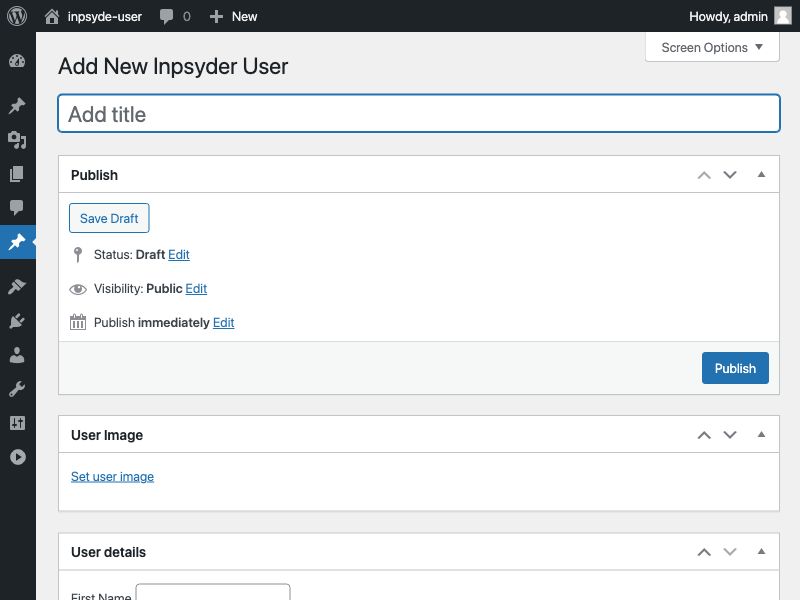 inpsyde-user 0 New Howdy, admin
Screen Options
Add New Inpsyder User
Add title
Publish
Save Draft
Status: Draft Edit
Visibility: Public Edit
Publish immediately Edit
Publish
User Image
Set user image
User details
First Name